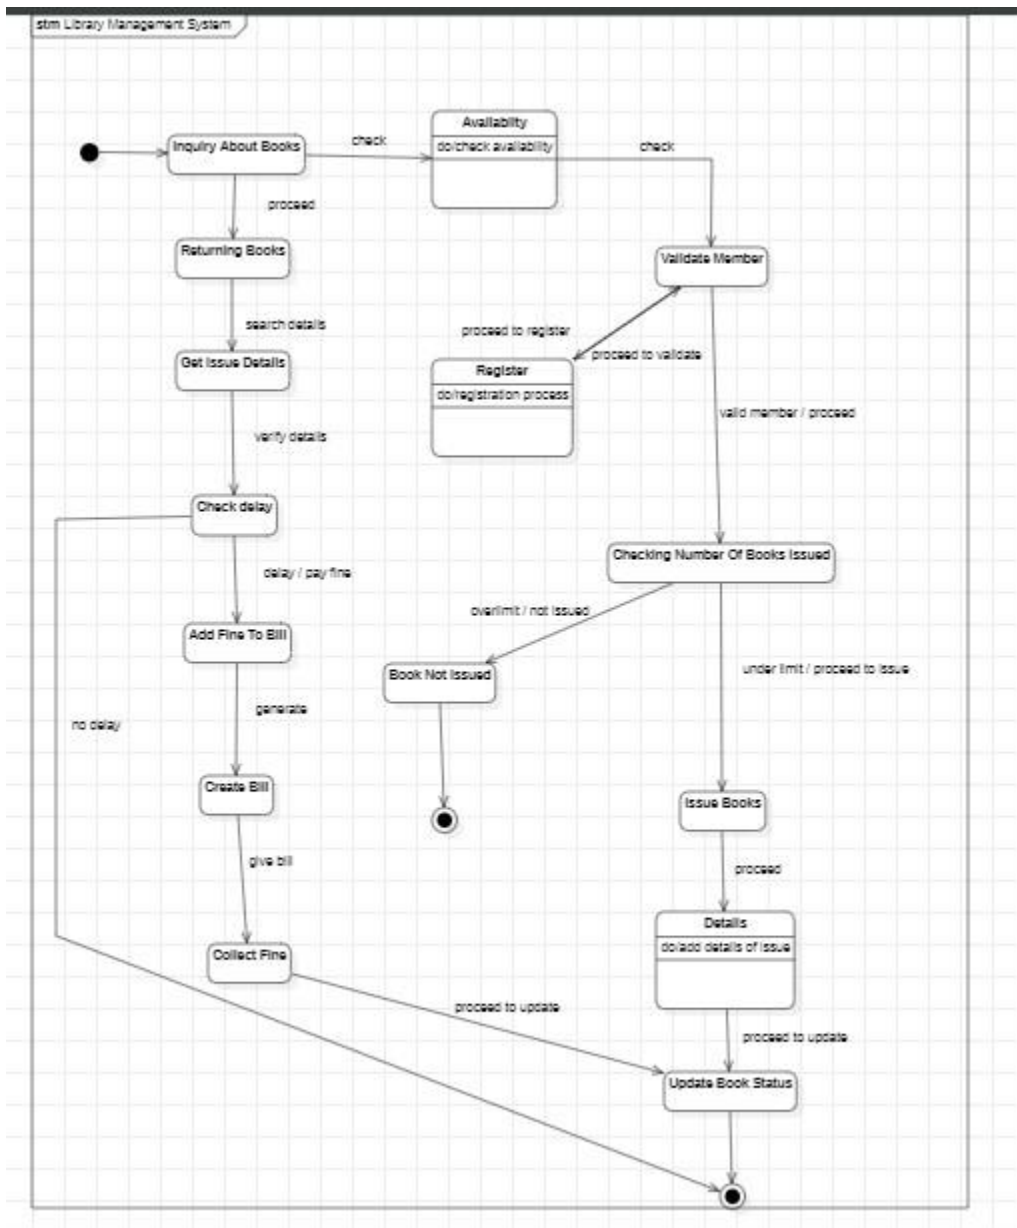 stm Library Management System
Inquiry About Books
check
Availablity
do/check availability
check
proceed
Returning Books
Validate Member
search details
proceed to register
proceed to validate
Get Issue Details
Register
do/registration process
valid member / proceed
verify details
Check delay
Checking Number Of Books Issued
delay / pay fine
overlimit / not issued
Add Fine To Bill
Book Not Issued
under limit / proceed to issue
generate
no delay
Create Bill
Issue Books
give bill
proceed
Details
do/add details of issue
Collect Fine
proceed to update
proceed to update
Update Book Status